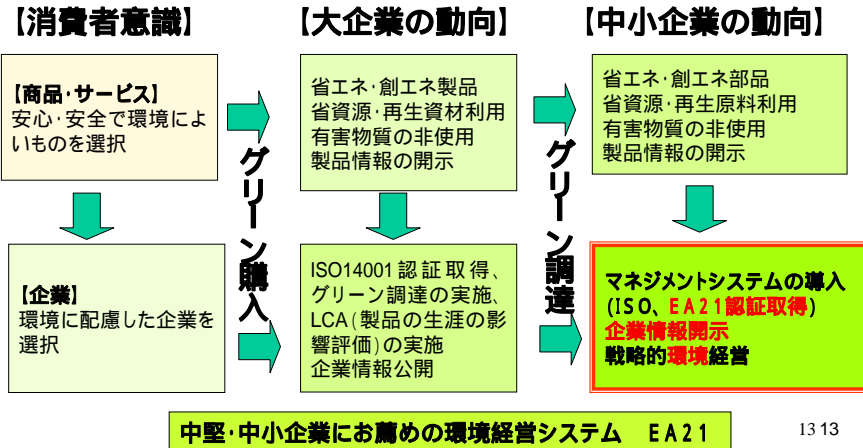 【消費者意識】
【大企業の動向】
【中小企業の動向】
【商品・サービス】
安心・安全で環境によ
いものを選択
グリーン購入
省エネ・創エネ製品
省資源・再生資材利用
有害物質の非使用
製品情報の開示
グリーン調達
省エネ・創エネ部品
省資源・再生原料利用
有害物質の非使用
製品情報の開示
【企業】
環境に配慮した企業を
選択
ISO14001認証取得、
グリーン調達の実施、
LCA(製品の生涯の影
響評価)の実施
企業情報公開
マネジメントシステムの導入
(ISO、EA21認証取得)
企業情報開示
戦略的環境経営
中堅・中小企業にお薦めの環境経営システム EA21
13 13